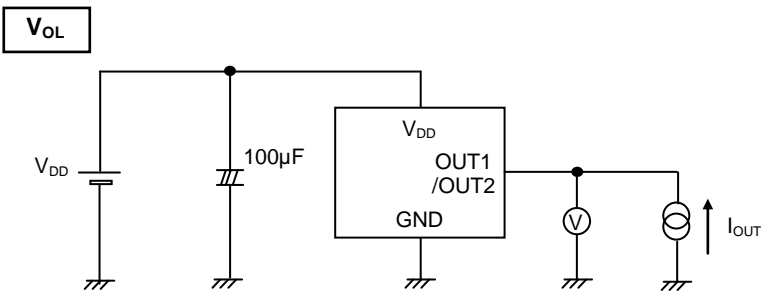 VOL
VDD
100µF
VDD
OUT1
/OUT2
GND
V
IOUT